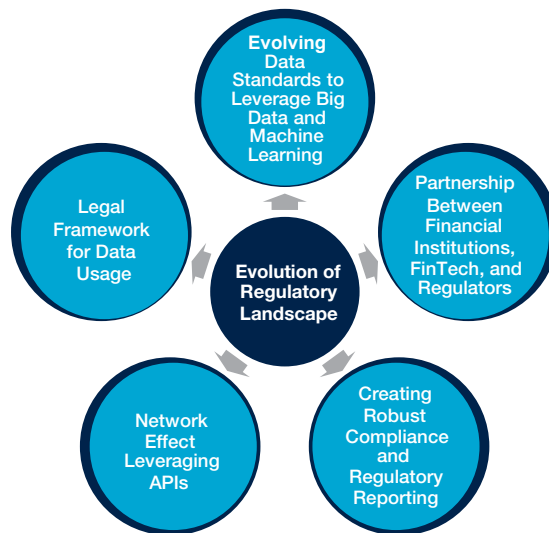 Evolving
Data
Standards to
Leverage Big
Data and
Machine
Learning
Partnership
Between
Financial
Institutions,
FinTech, and
Regulators
Legal
Framework
for Data
Usage
Evolution of
Regulatory
Landscape
Creating
Robust
Compliance
and
Regulatory
Reporting
Network
Effect
Leveraging
APIs